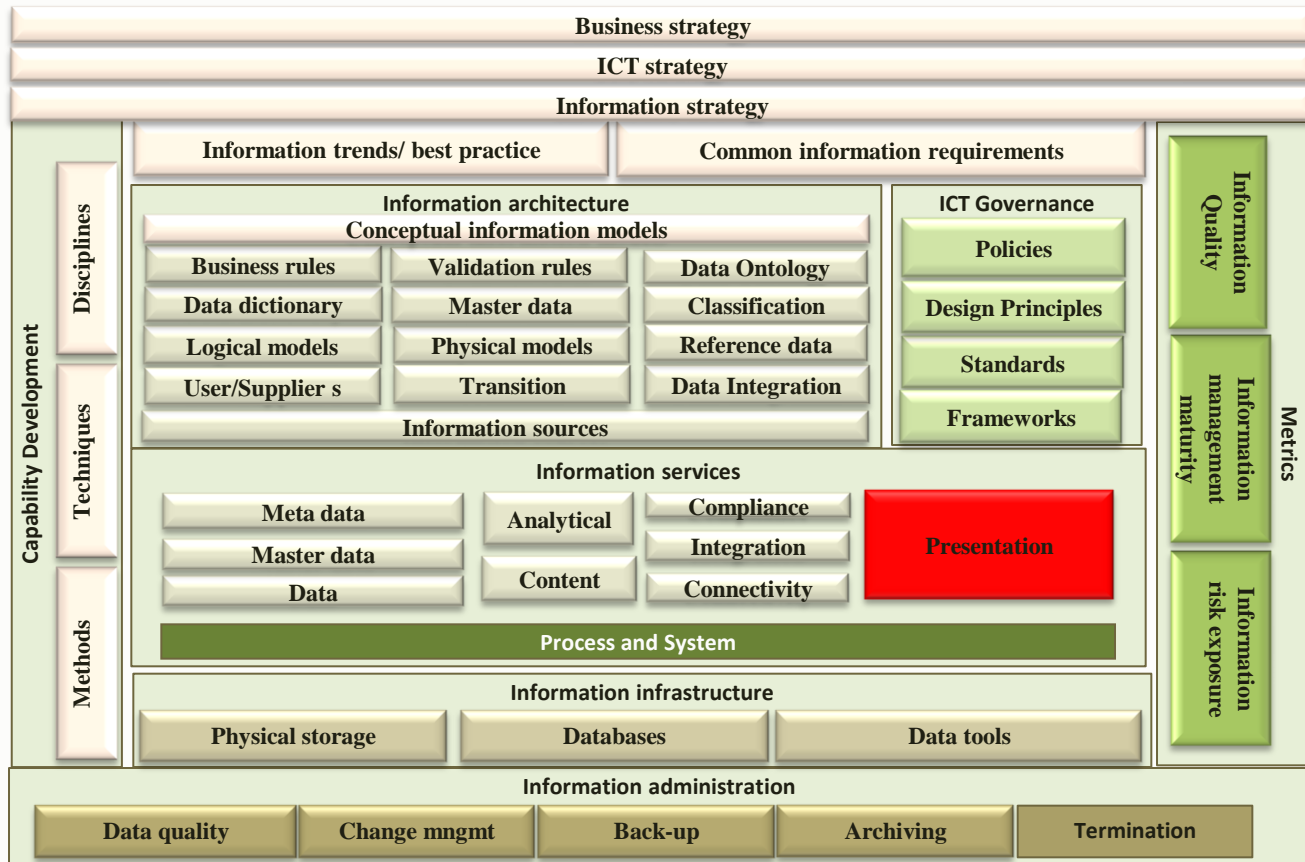 Business strategy
ICT strategy
Information strategy
Information trends/ best practice
Common information requirements
Capability Development
Disciplines
Techniques
Methods
Information architecture
Conceptual information models
Business rules
Validation rules
Data Ontology
Data dictionary
Master data
Classification
Logical models
Physical models
Reference data
User/Supplier s
Transition
Data Integration
Information sources
ICT Governance
Policies
Design Principles
Standards
Frameworks
Information
Quality
Information
management
maturity
Information
risk exposure
Metrics
Information services
Meta data
Master data
Data
Analytical
Content
Compliance
Integration
Connectivity
Presentation
Process and System
Information infrastructure
Physical storage
Databases
Data tools
Information administration
Data quality
Change mngmt
Back-up
Archiving
Termination